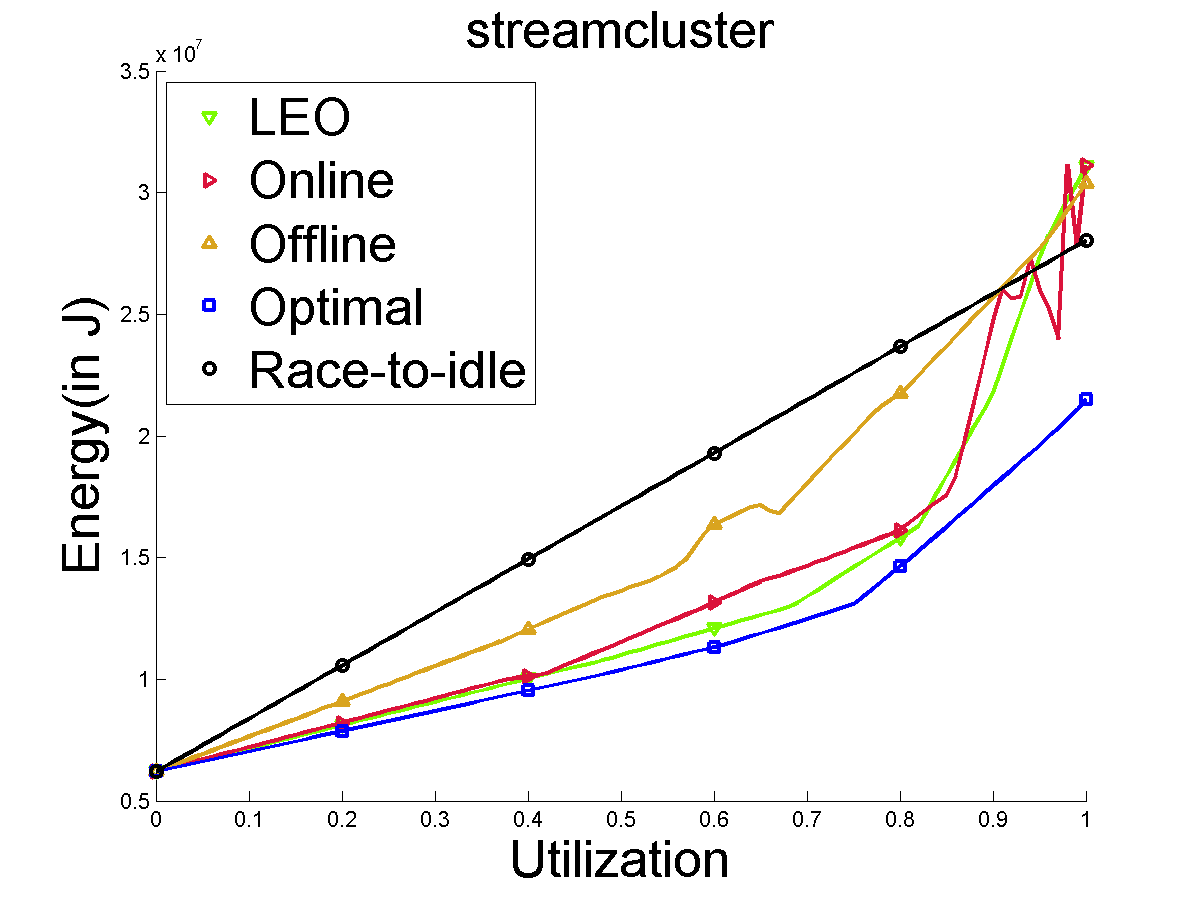 streamcluster
x 10^7
3.5
3
2.5
2
1.5
1
0.5
Energy(in J)
LEO
Online
Offline
Optimal
Race-to-idle
0 0.1 0.2 0.3 0.4 0.5 0.6 0.7 0.8 0.9 1
Utilization